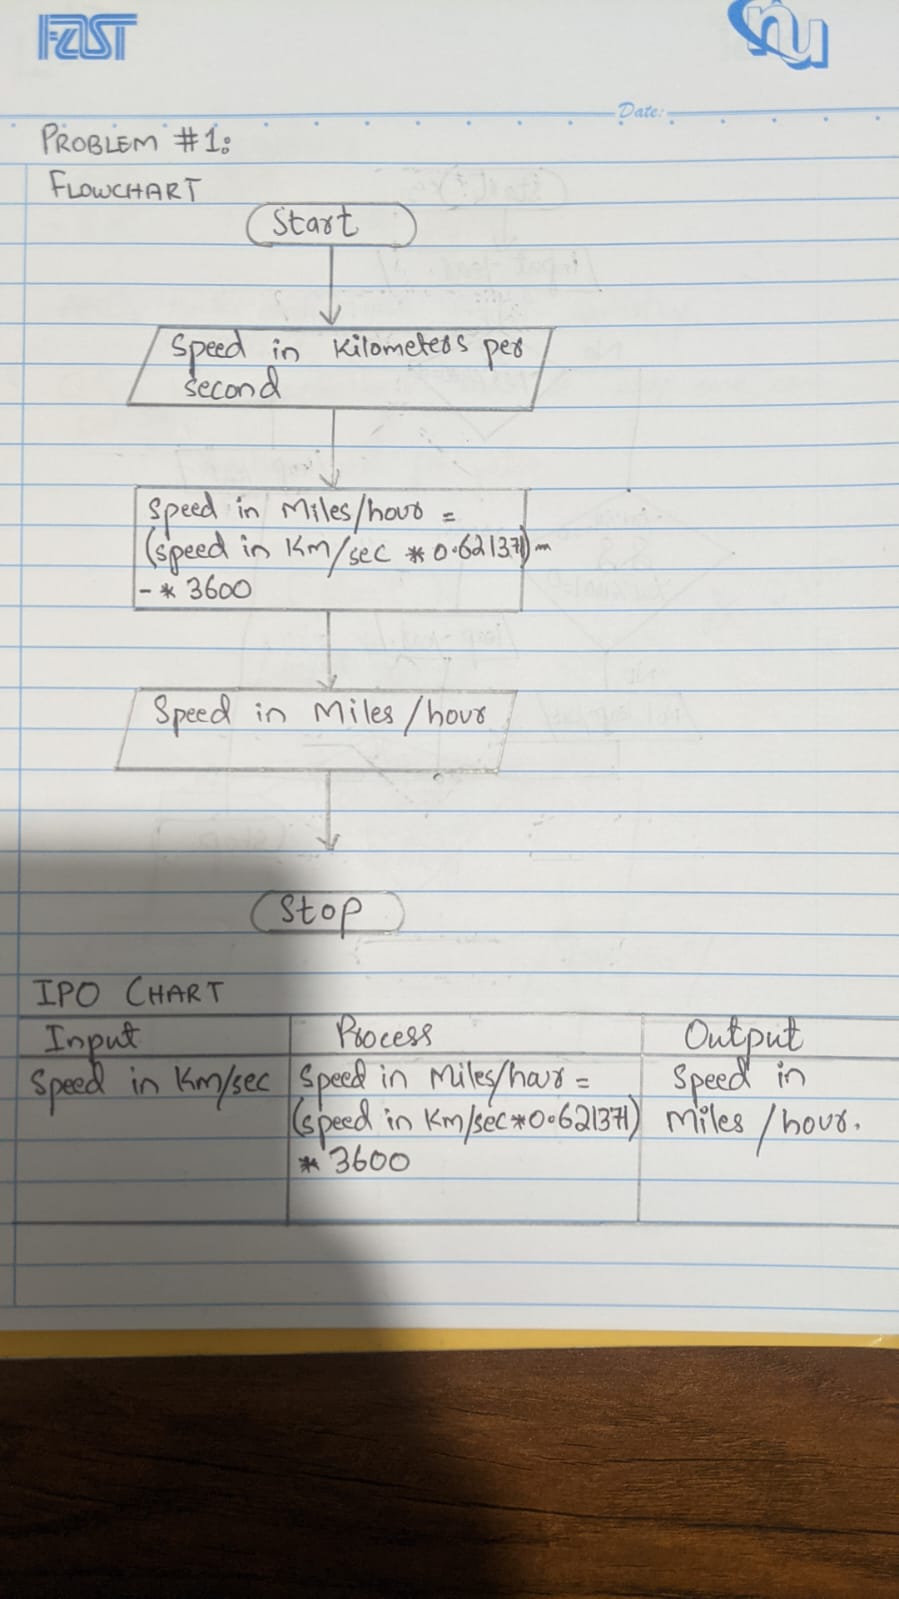 FAST
nu
Date:
PROBLEM #1:
FLOWCHART
Start
Speed in Kilometers per
second
Speed in Miles/hour =
(speed in Km/sec * 0.621371)
- * 3600
Speed in Miles/hour
Stop
IPO CHART
Input Process Output
Speed in Km/sec Speed in Miles/hour = Speed in
(speed in Km/sec*0.621371) Miles/hour.
* 3600